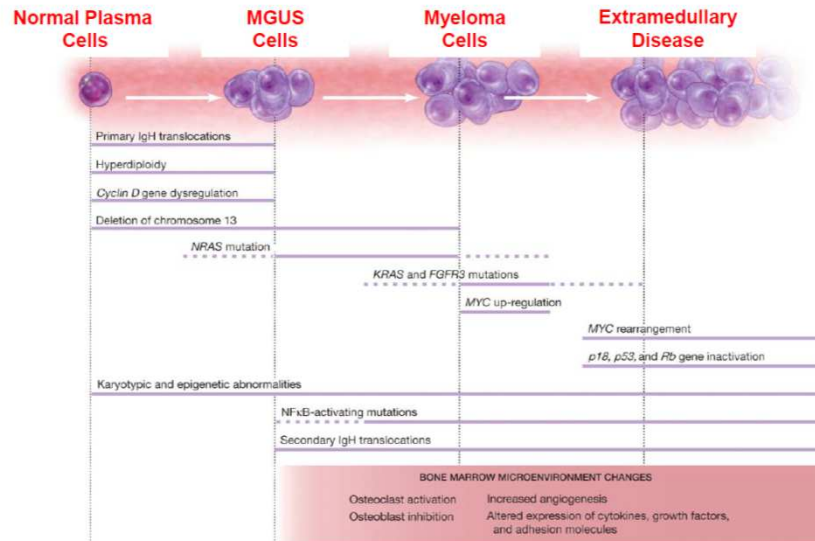 Normal Plasma
Cells
MGUS
Cells
Myeloma
Cells
Extramedullary
Disease
Primary IgH translocations
Hyperdiploidy
Cyclin D gene dysregulation
Deletion of chromosome 13
NRAS mutation
KRAS and FGFR3 mutations
MYC up-regulation
MYC rearrangement
p18, p53, and Rb gene inactivation
Karyotypic and epigenetic abnormalities
NFκB-activating mutations
Secondary IgH translocations
BONE MARROW MICROENVIRONMENT CHANGES
Osteoclast activation Increased angiogenesis
Osteoblast inhibition Altered expression of cytokines, growth factors,
and adhesion molecules